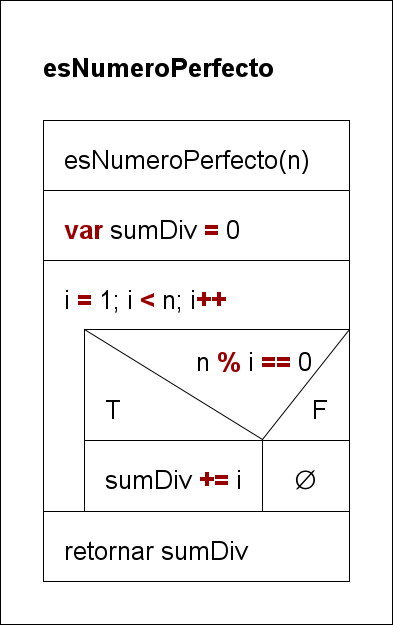 esNumeroPerfecto
esNumeroPerfecto(n)
var sumDiv = 0
i = 1; i < n; i++
n % i == 0
T F
sumDiv += i ∅
retornar sumDiv